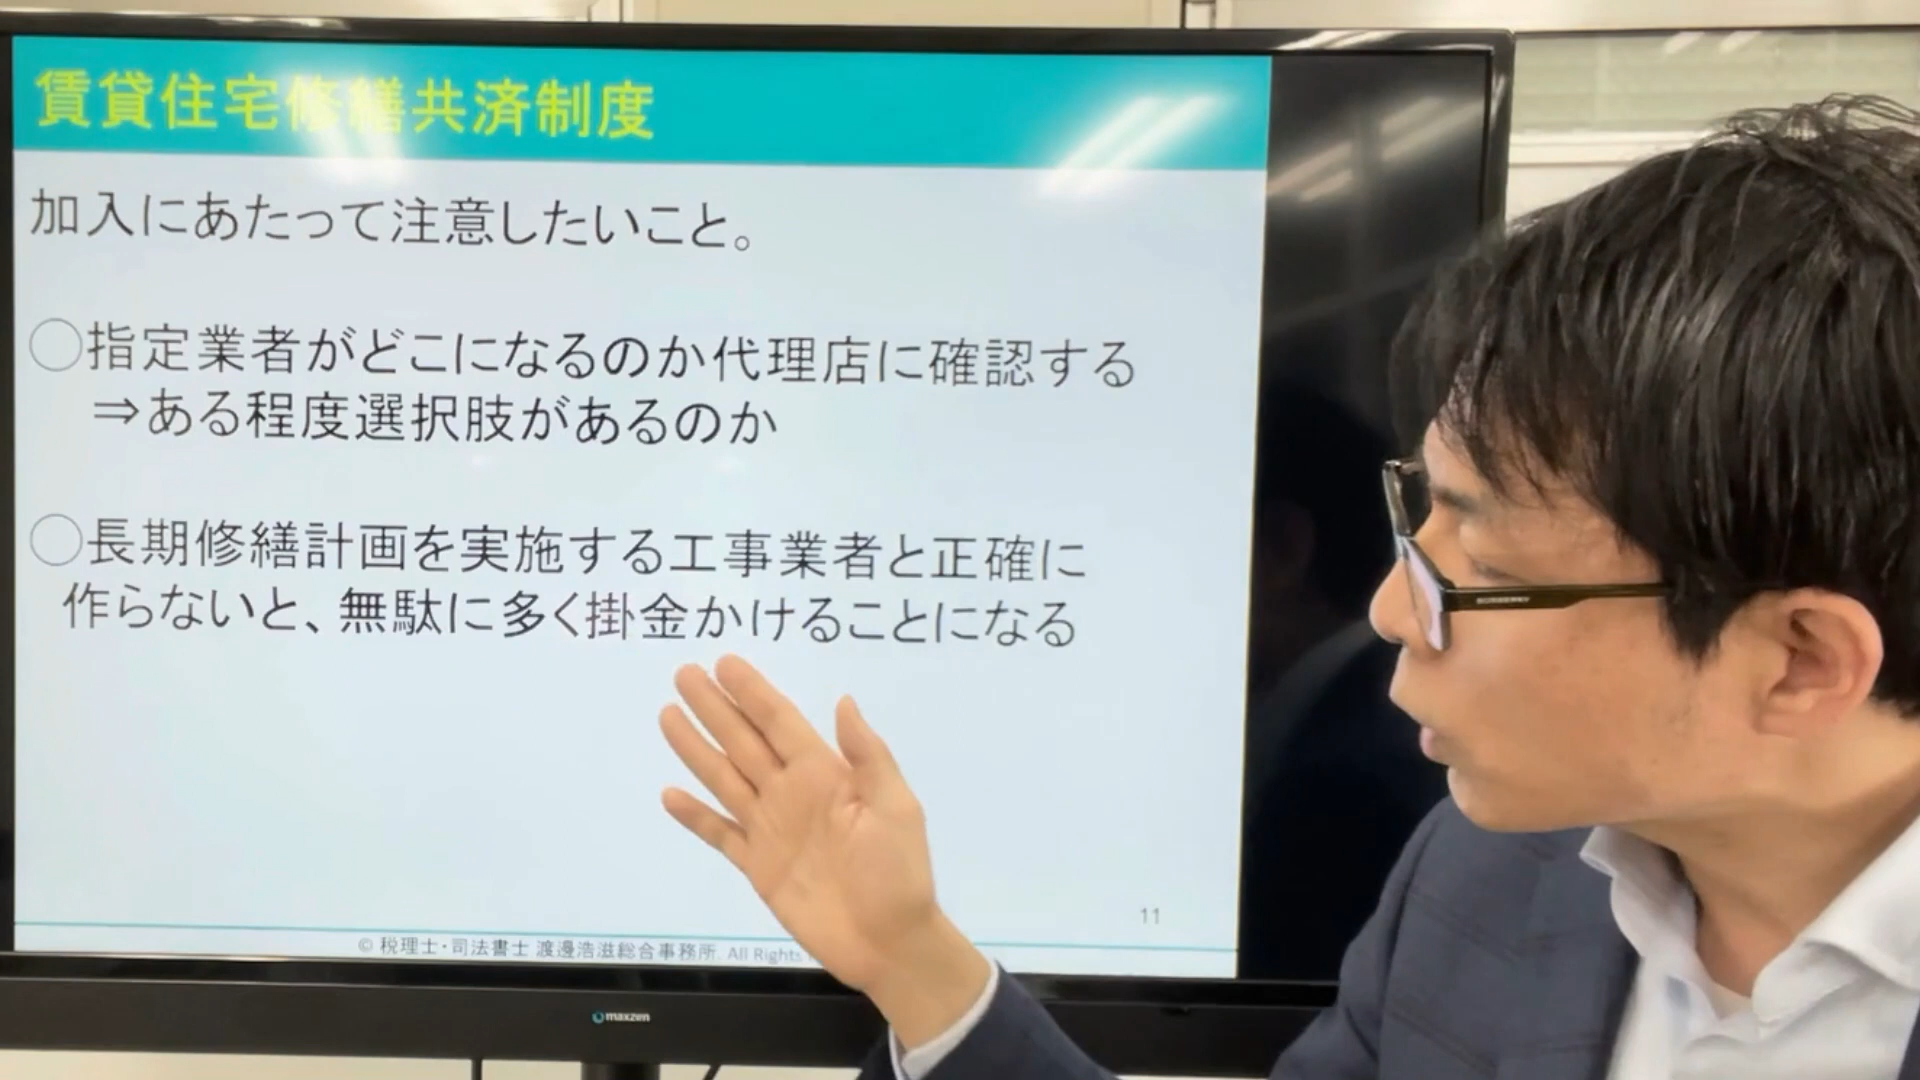 賃貸住宅修繕共済制度
加入にあたって注意したいこと。
○指定業者がどこになるのか代理店に確認する
⇒ある程度選択肢があるのか
○長期修繕計画を実施する工事業者と正確に
作らないと、無駄に多く掛金かけることになる
11
© 税理士・司法書士 渡邊浩滋総合事務所. All Rights
maxzen